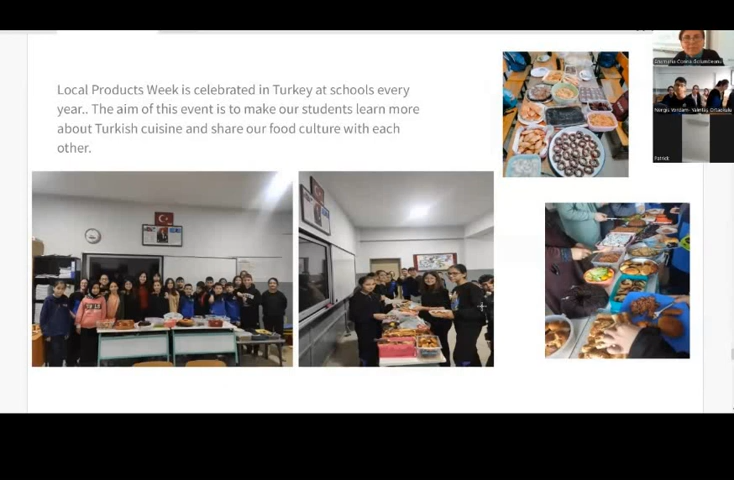 Local Products Week is celebrated in Turkey at schools every
year.. The aim of this event is to make our students learn more
about Turkish cuisine and share our food culture with each
other.